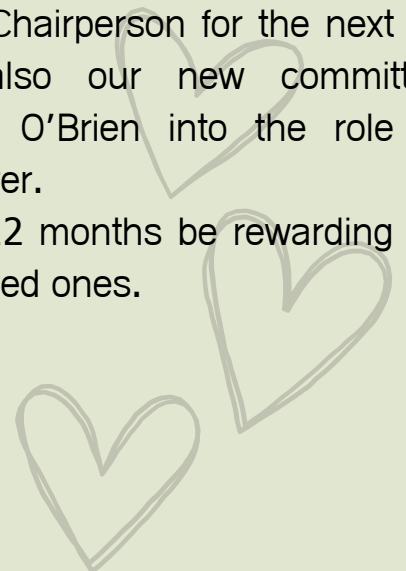 Chairperson for the next
also our new committ
O’Brien into the role
er.
2 months be rewarding
ed ones.